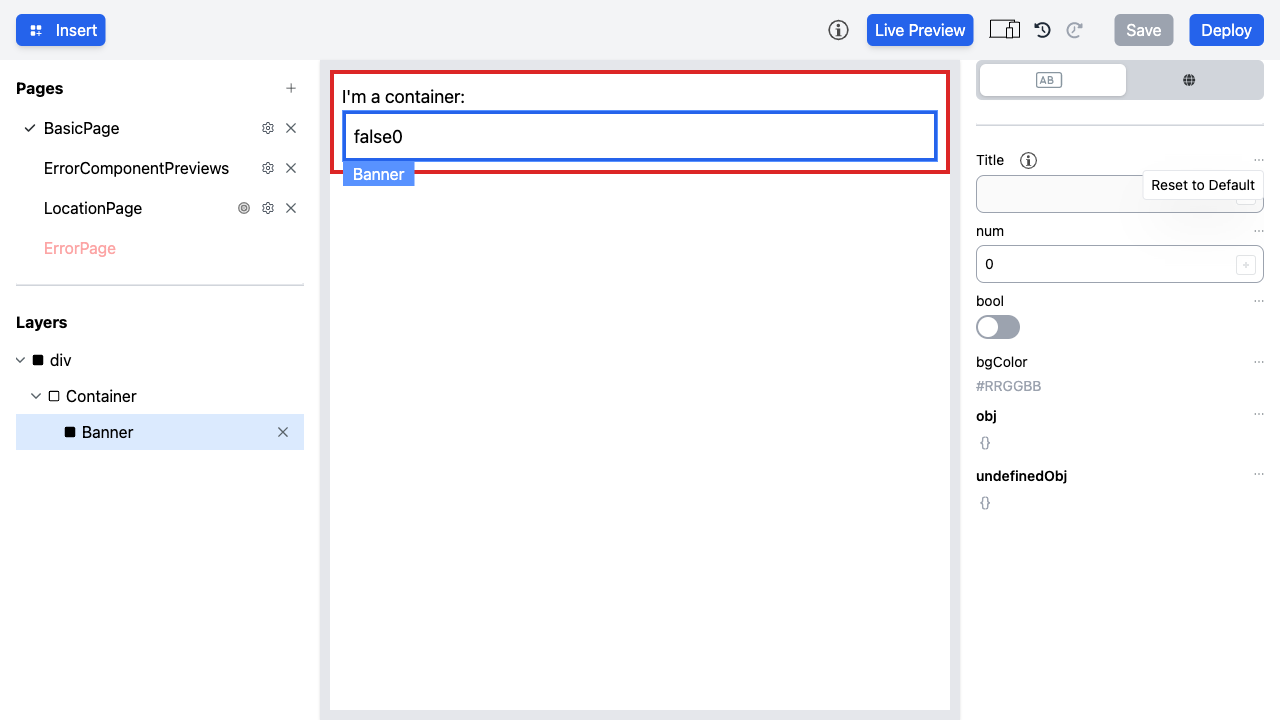 Insert
Live Preview
Save
Deploy
Pages
BasicPage
ErrorComponentPreviews
LocationPage
ErrorPage
Layers
div
Container
Banner
I'm a container:
false0
Banner
AB
Title
Reset to Default
num
0
bool
bgColor
#RRGGBB
obj
{}
undefinedObj
{}